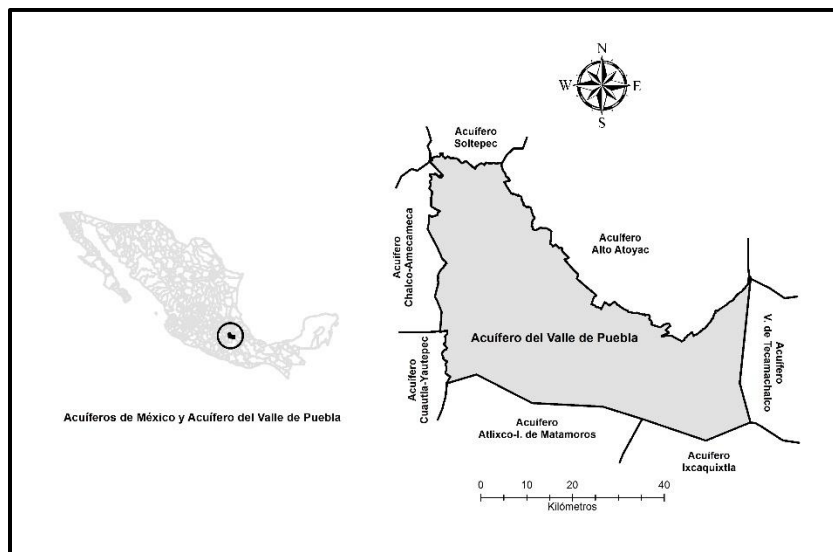 N
W E
S
Acuífero
Soltepec
Acuífero
Chalco-Amecameca
Acuífero
Alto Atoyac
Acuífero del Valle de Puebla
Acuífero
V. de Tecamachalco
Acuífero
Cuautla-Yautepec
Acuífero
Atlixco-I. de Matamoros
Acuífero
Ixcaquixtla
Acuíferos de México y Acuífero del Valle de Puebla
0 10 20 30 40
Kilómetros